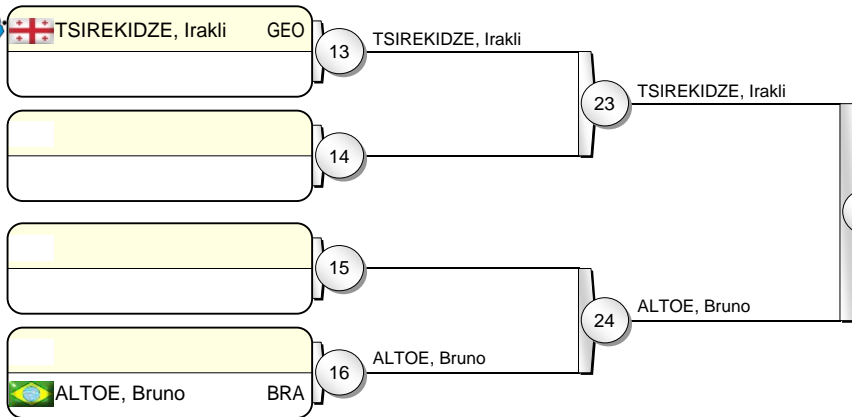 TSIREKIDZE, Irakli GEO
13
TSIREKIDZE, Irakli
23
TSIREKIDZE, Irakli
14
15
24
ALTOE, Bruno
16
ALTOE, Bruno
ALTOE, Bruno BRA